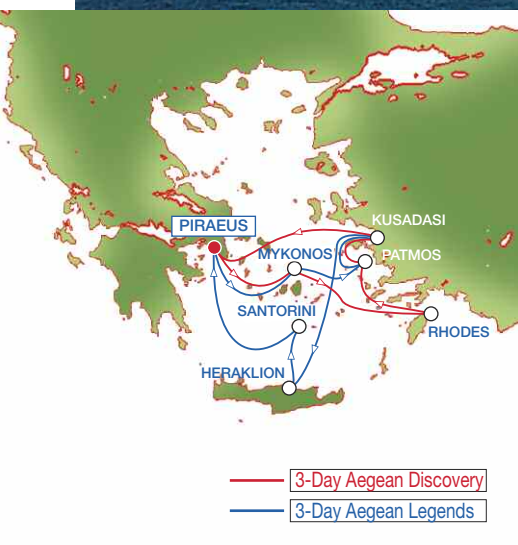 KUSADASI
PIRAEUS
MYKONOS
PATMOS
SANTORINI
RHODES
HERAKLION
3-Day Aegean Discovery
3-Day Aegean Legends